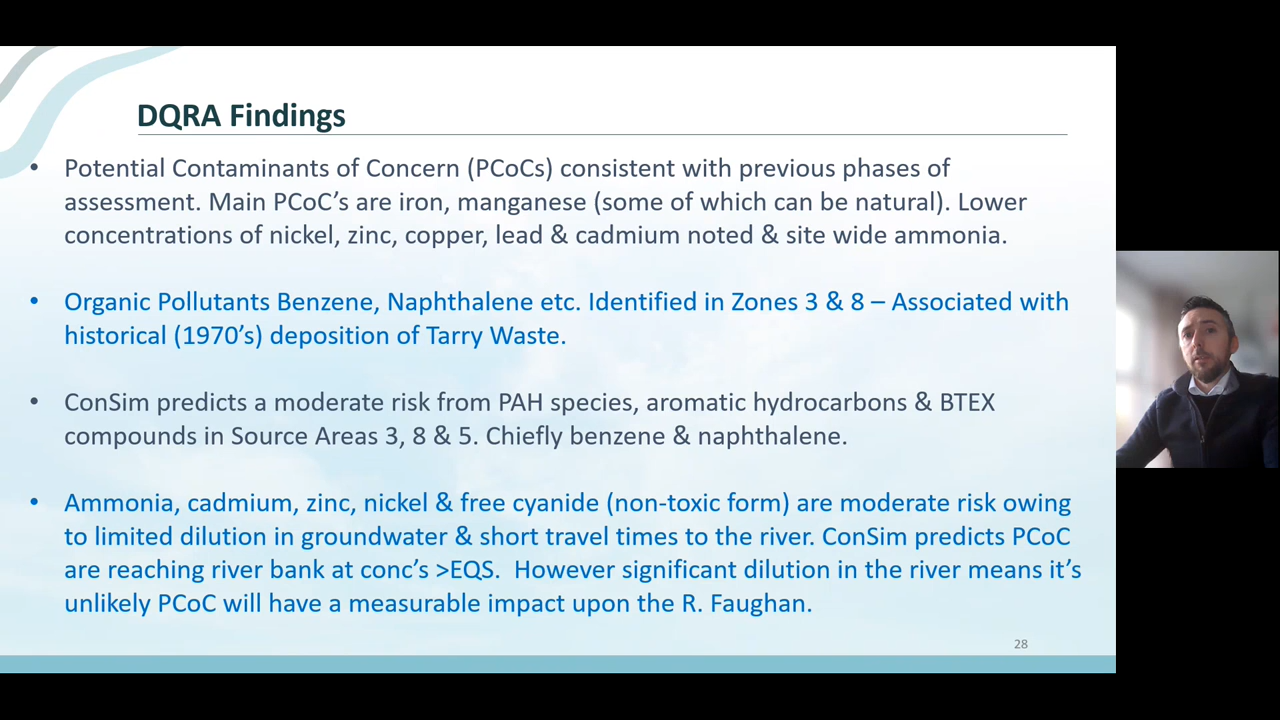 DQRA Findings
• Potential Contaminants of Concern (PCoCs) consistent with previous phases of
assessment. Main PCoC’s are iron, manganese (some of which can be natural). Lower
concentrations of nickel, zinc, copper, lead & cadmium noted & site wide ammonia.
• Organic Pollutants Benzene, Naphthalene etc. Identified in Zones 3 & 8 – Associated with
historical (1970’s) deposition of Tarry Waste.
• ConSim predicts a moderate risk from PAH species, aromatic hydrocarbons & BTEX
compounds in Source Areas 3, 8 & 5. Chiefly benzene & naphthalene.
• Ammonia, cadmium, zinc, nickel & free cyanide (non-toxic form) are moderate risk owing
to limited dilution in groundwater & short travel times to the river. ConSim predicts PCoC
are reaching river bank at conc’s >EQS.  However significant dilution in the river means it’s
unlikely PCoC will have a measurable impact upon the R. Faughan.
28